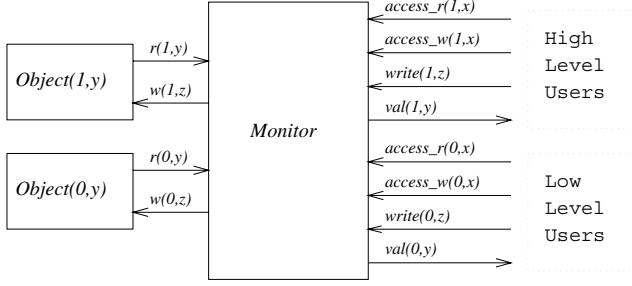 access_r(1,x)
access_w(1,x)
write(1,z)
val(1,y)
High
Level
Users
Object(1,y)
r(1,y)
w(1,z)
Monitor
Object(0,y)
r(0,y)
w(0,z)
access_r(0,x)
access_w(0,x)
write(0,z)
val(0,y)
Low
Level
Users